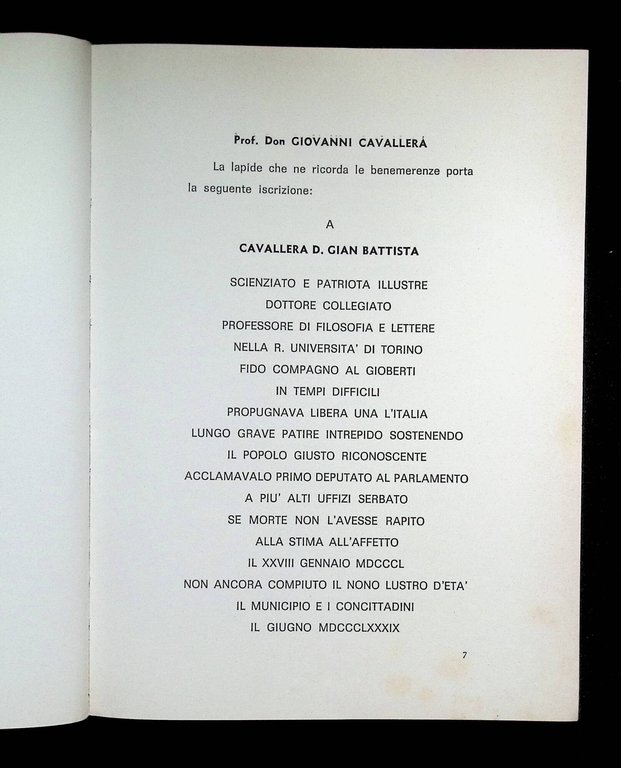 Prof. Don GIOVANNI CAVALLERA
La lapide che ne ricorda le benemerenze porta
la seguente iscrizione:
A
CAVALLERA D. GIAN BATTISTA
SCIENZIATO E PATRIOTA ILLUSTRE
DOTTORE COLLEGIATO
PROFESSORE DI FILOSOFIA E LETTERE
NELLA R. UNIVERSITA' DI TORINO
FIDO COMPAGNO AL GIOBERTI
IN TEMPI DIFFICILI
PROPUGNAVA LIBERA UNA L'ITALIA
LUNGO GRAVE PATIRE INTREPIDO SOSTENENDO
IL POPOLO GIUSTO RICONOSCENTE
ACCLAMAVALO PRIMO DEPUTATO AL PARLAMENTO
A PIU' ALTI UFFIZI SERBATO
SE MORTE NON L'AVESSE RAPITO
ALLA STIMA ALL'AFFETTO
IL XXVIII GENNAIO MDCCCL
NON ANCORA COMPIUTO IL NONO LUSTRO D'ETA'
IL MUNICIPIO E I CONCITTADINI
IL GIUGNO MDCCCLXXXIX
7